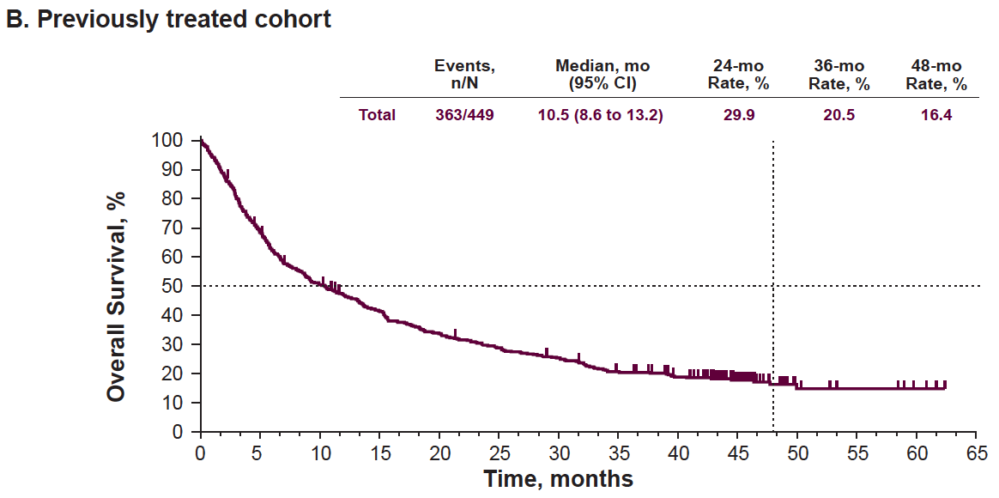 B. Previously treated cohort
Events, n/N
Median, mo (95% CI)
24-mo Rate, %
36-mo Rate, %
48-mo Rate, %
Total 363/449 10.5 (8.6 to 13.2) 29.9 20.5 16.4
Overall Survival, %
100
90
80
70
60
50
40
30
20
10
0
0 5 10 15 20 25 30 35 40 45 50 55 60 65
Time, months